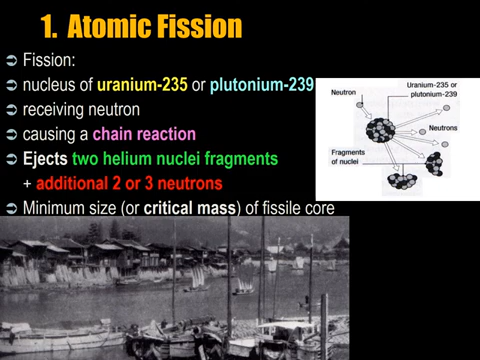 1. Atomic Fission
Fission:
nucleus of uranium-235 or plutonium-239
receiving neutron
causing a chain reaction
Ejects two helium nuclei fragments
+ additional 2 or 3 neutrons
Minimum size (or critical mass) of fissile core
Uranium-235 or
plutonium-239
Neutron
Neutrons
Fragments
of nuclei